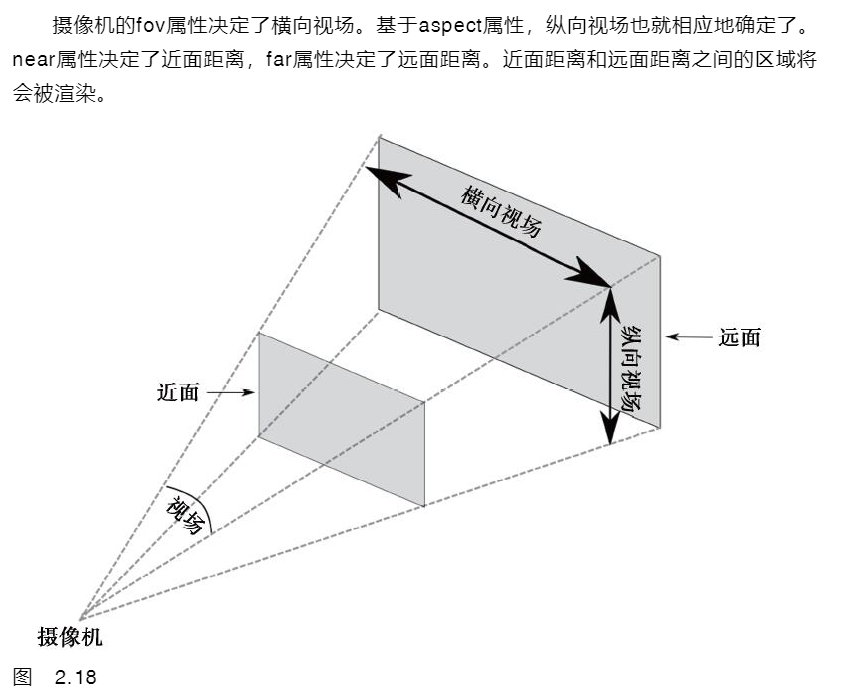 摄像机的fov属性决定了横向视场。基于aspect属性，纵向视场也就相应地确定了。
near属性决定了近面距离，far属性决定了远面距离。近面距离和远面距离之间的区域将
会被渲染。
横向视场
纵向视场
远面
近面
视场
摄像机
图 2.18